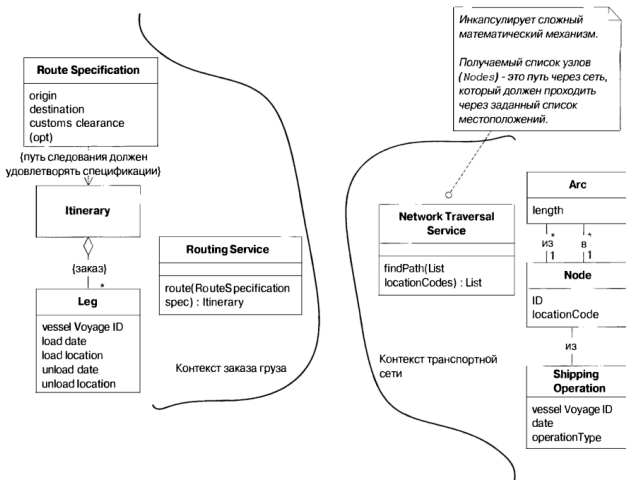 Инкапсулирует сложный
математический механизм.
Получаемый список узлов
(Nodes) - это путь через сеть,
который должен проходить
через заданный список
местоположений.
Route Specification
origin
destination
customs clearance
(opt)
{путь следования должен
удовлетворять спецификации}
Itinerary
{заказ}
*
Leg
vessel Voyage ID
load date
load location
unload date
unload location
Routing Service
route(RouteSpecification
spec) : Itinerary
Контекст заказа груза
Network Traversal
Service
findPath(List
locationCodes) : List
Контекст транспортной
сети
Arc
length
* *
из в
1 1
Node
ID
locationCode
из
Shipping
Operation
vessel Voyage ID
date
operationType